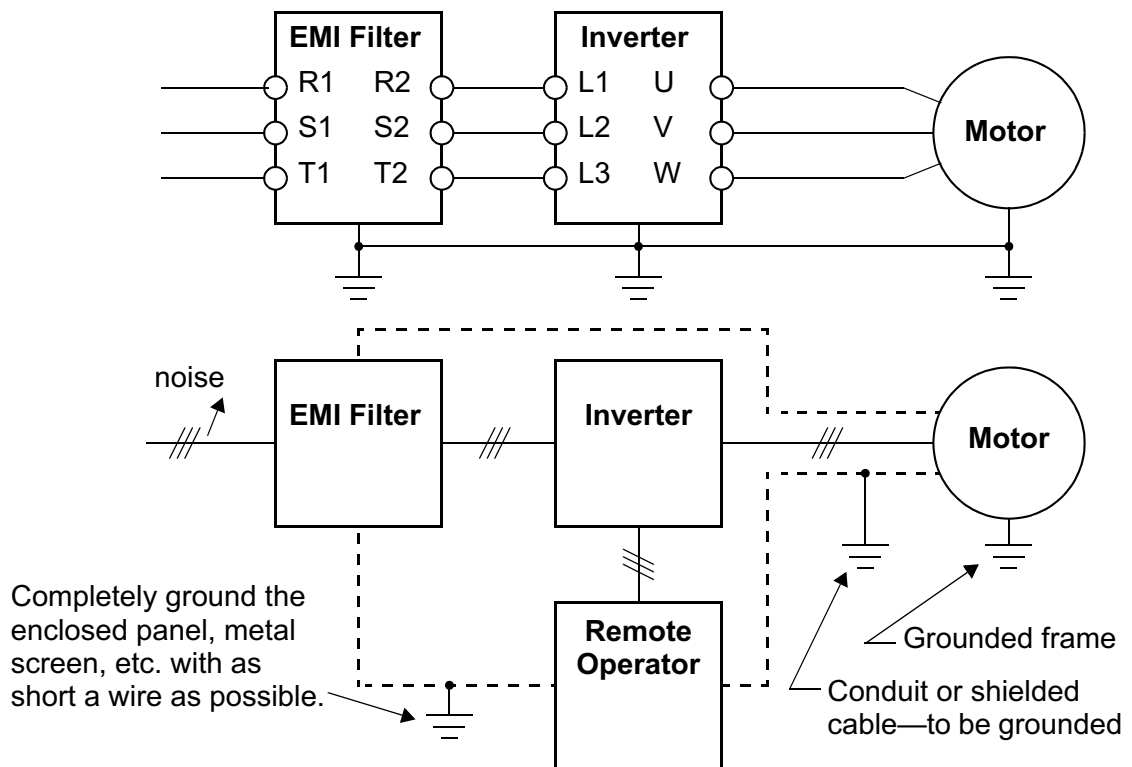 EMI Filter
Inverter
R1 R2
L1 U
S1 S2
L2 V
Motor
T1 T2
L3 W
noise
EMI Filter
Inverter
Motor
Completely ground the
enclosed panel, metal
screen, etc. with as
short a wire as possible.
Remote
Operator
Grounded frame
Conduit or shielded
cable—to be grounded